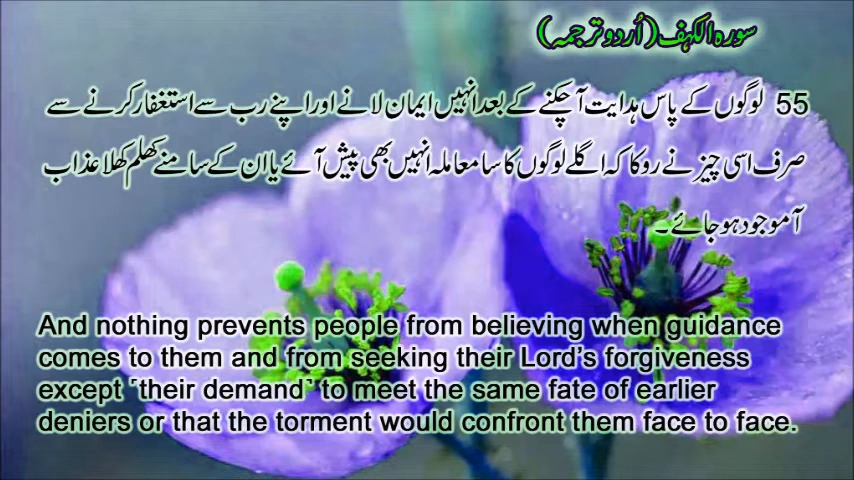 سورہ الکہف (اُردو ترجمہ)
55 لوگوں کے پاس ہدایت آچکنے کے بعد انہیں ایمان لانے اور اپنے رب سے استغفار کرنے سے
صرف اسی چیز نے روکا کہ اگلے لوگوں کا سا معاملہ انہیں بھی پیش آئے یا ان کے سامنے کھلم کھلا عذاب
آموجود ہوجائے۔
And nothing prevents people from believing when guidance
comes to them and from seeking their Lord’s forgiveness
except ˹their demand˺ to meet the same fate of earlier
deniers or that the torment would confront them face to face.